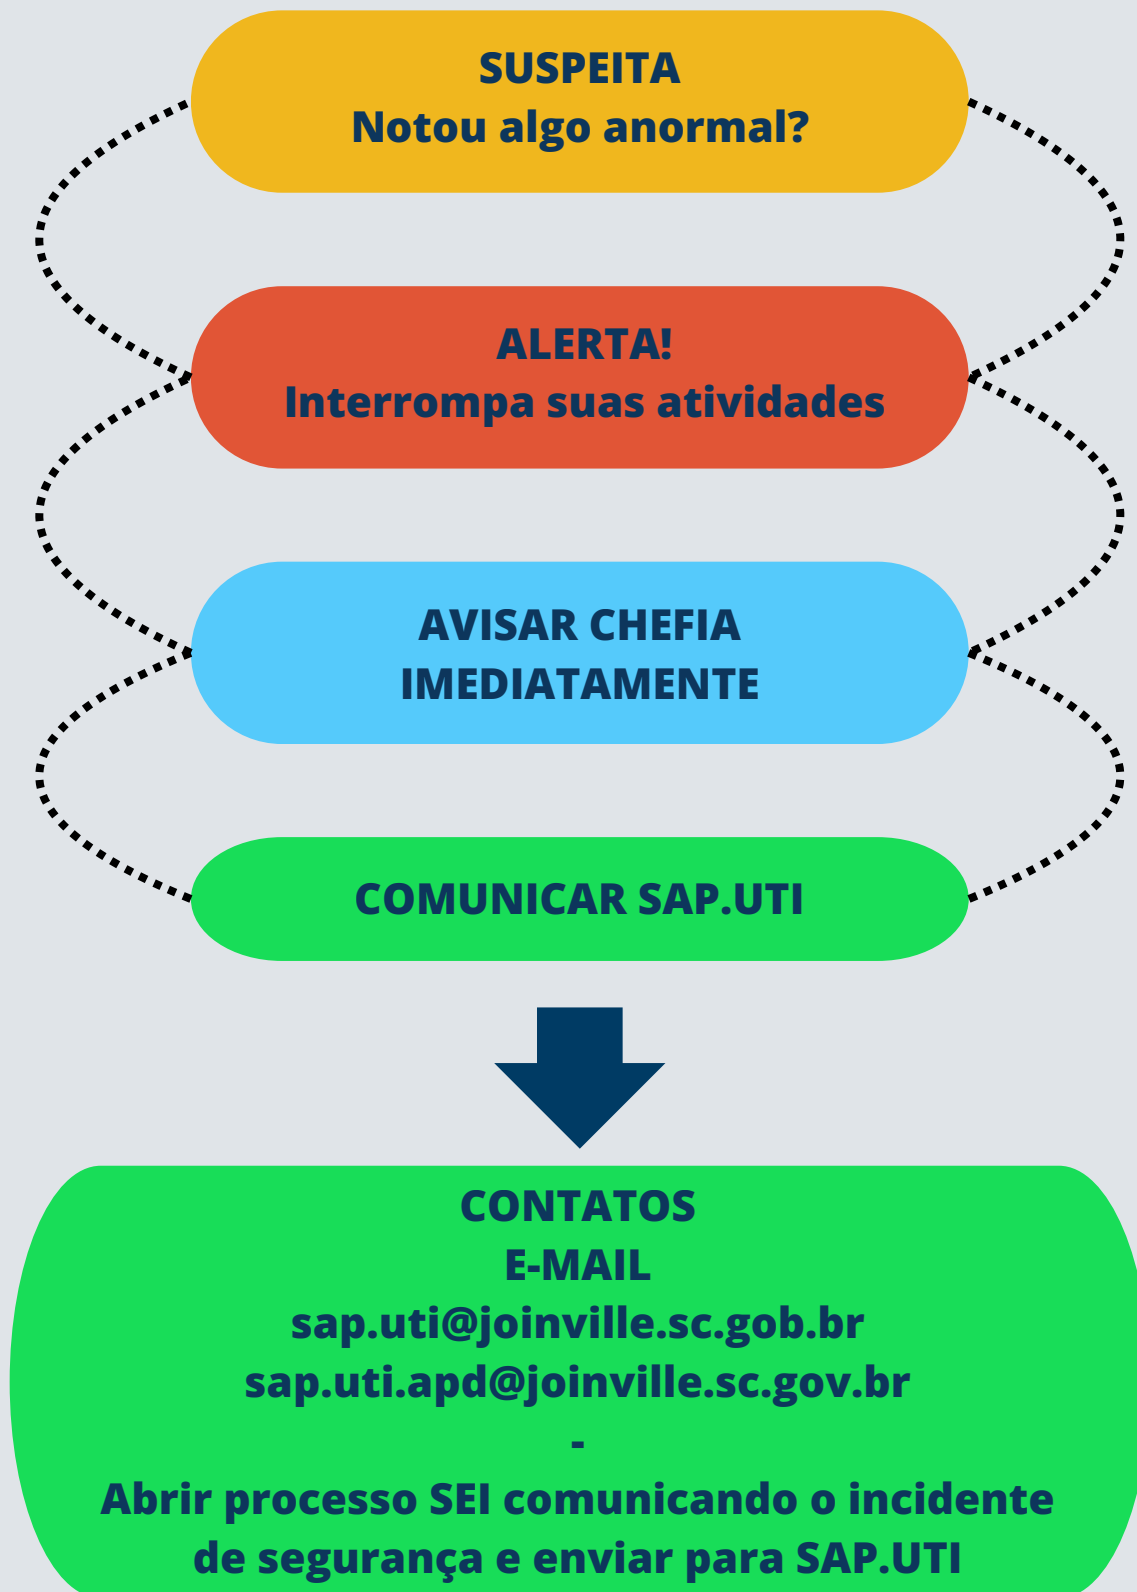 SUSPEITA
Notou algo anormal?
ALERTA!
Interrompa suas atividades
AVISAR CHEFIA
IMEDIATAMENTE
COMUNICAR SAP.UTI
CONTATOS
E-MAIL
sap.uti@joinville.sc.gob.br
sap.uti.apd@joinville.sc.gov.br
-
Abrir processo SEI comunicando o incidente
de segurança e enviar para SAP.UTI